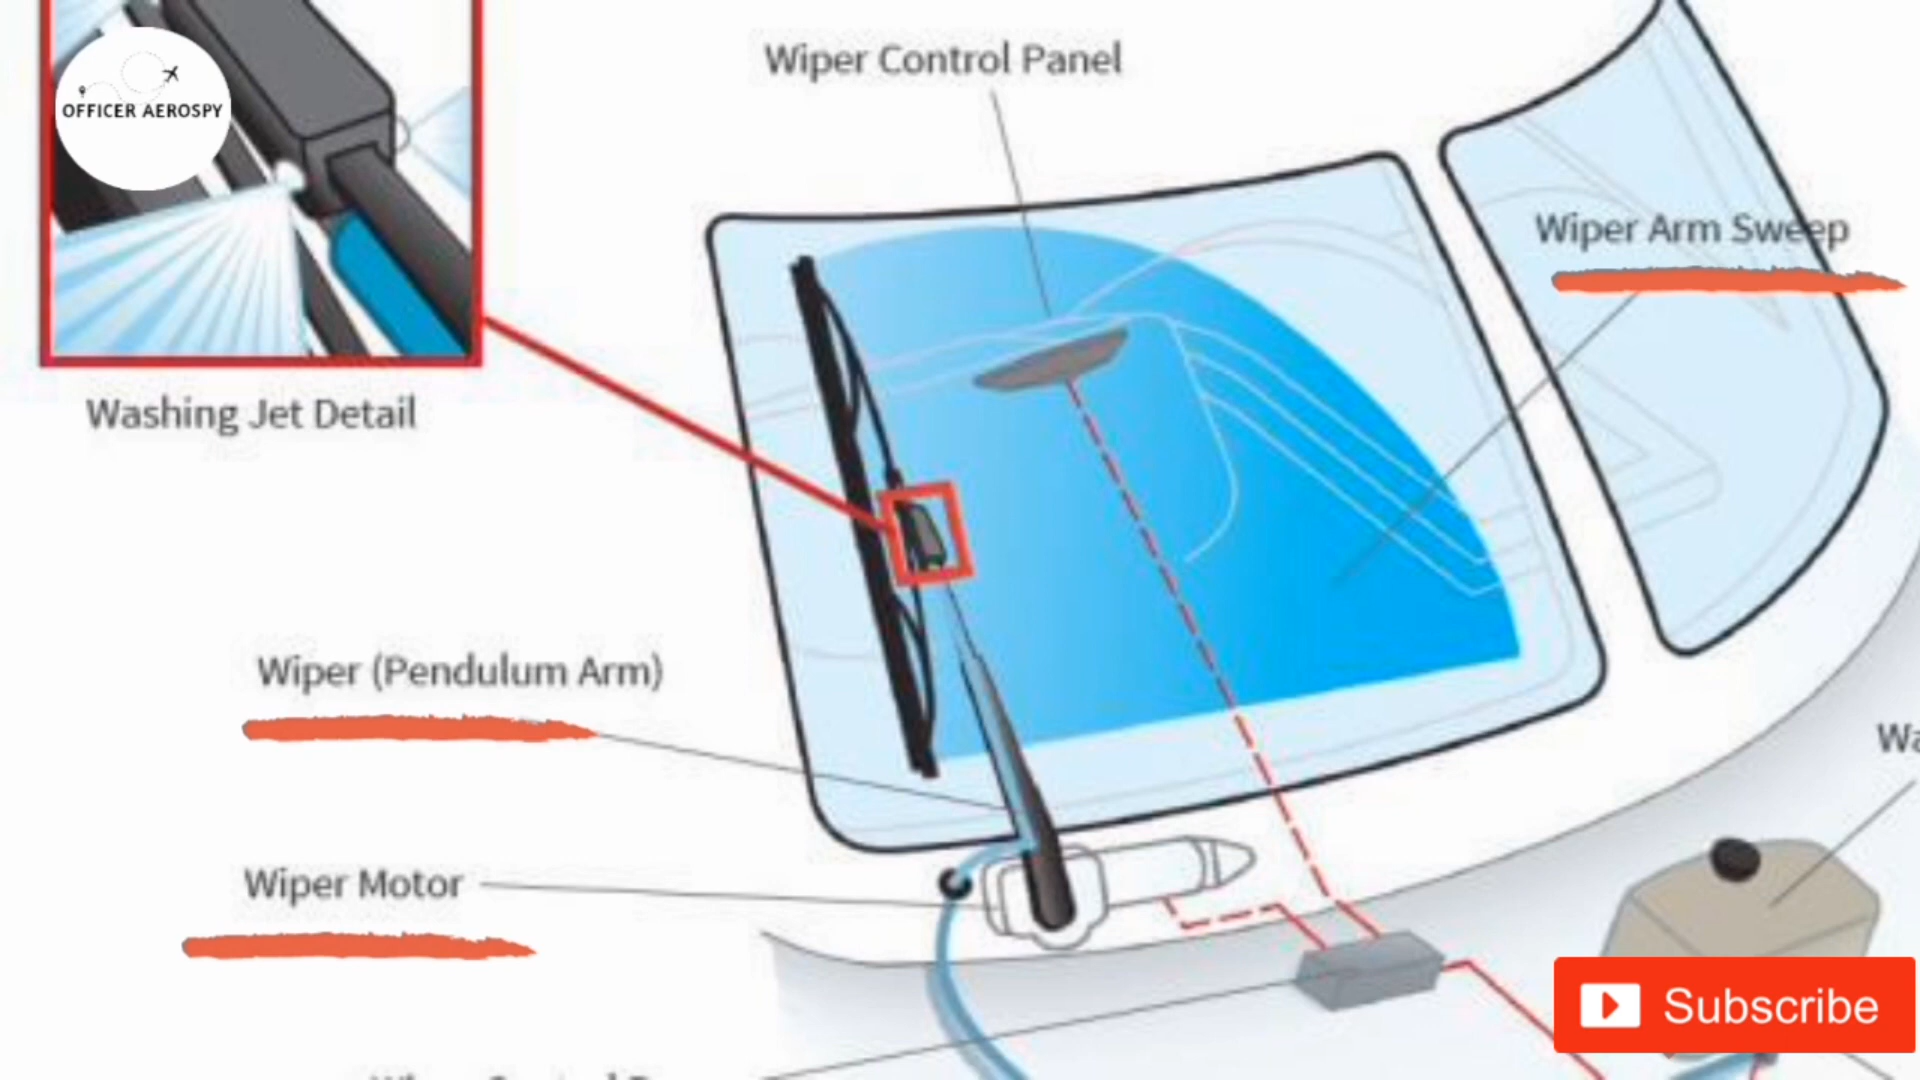 OFFICER AEROSPY
Wiper Control Panel
Wiper Arm Sweep
Washing Jet Detail
Wiper (Pendulum Arm)
Wiper Motor
Subscribe